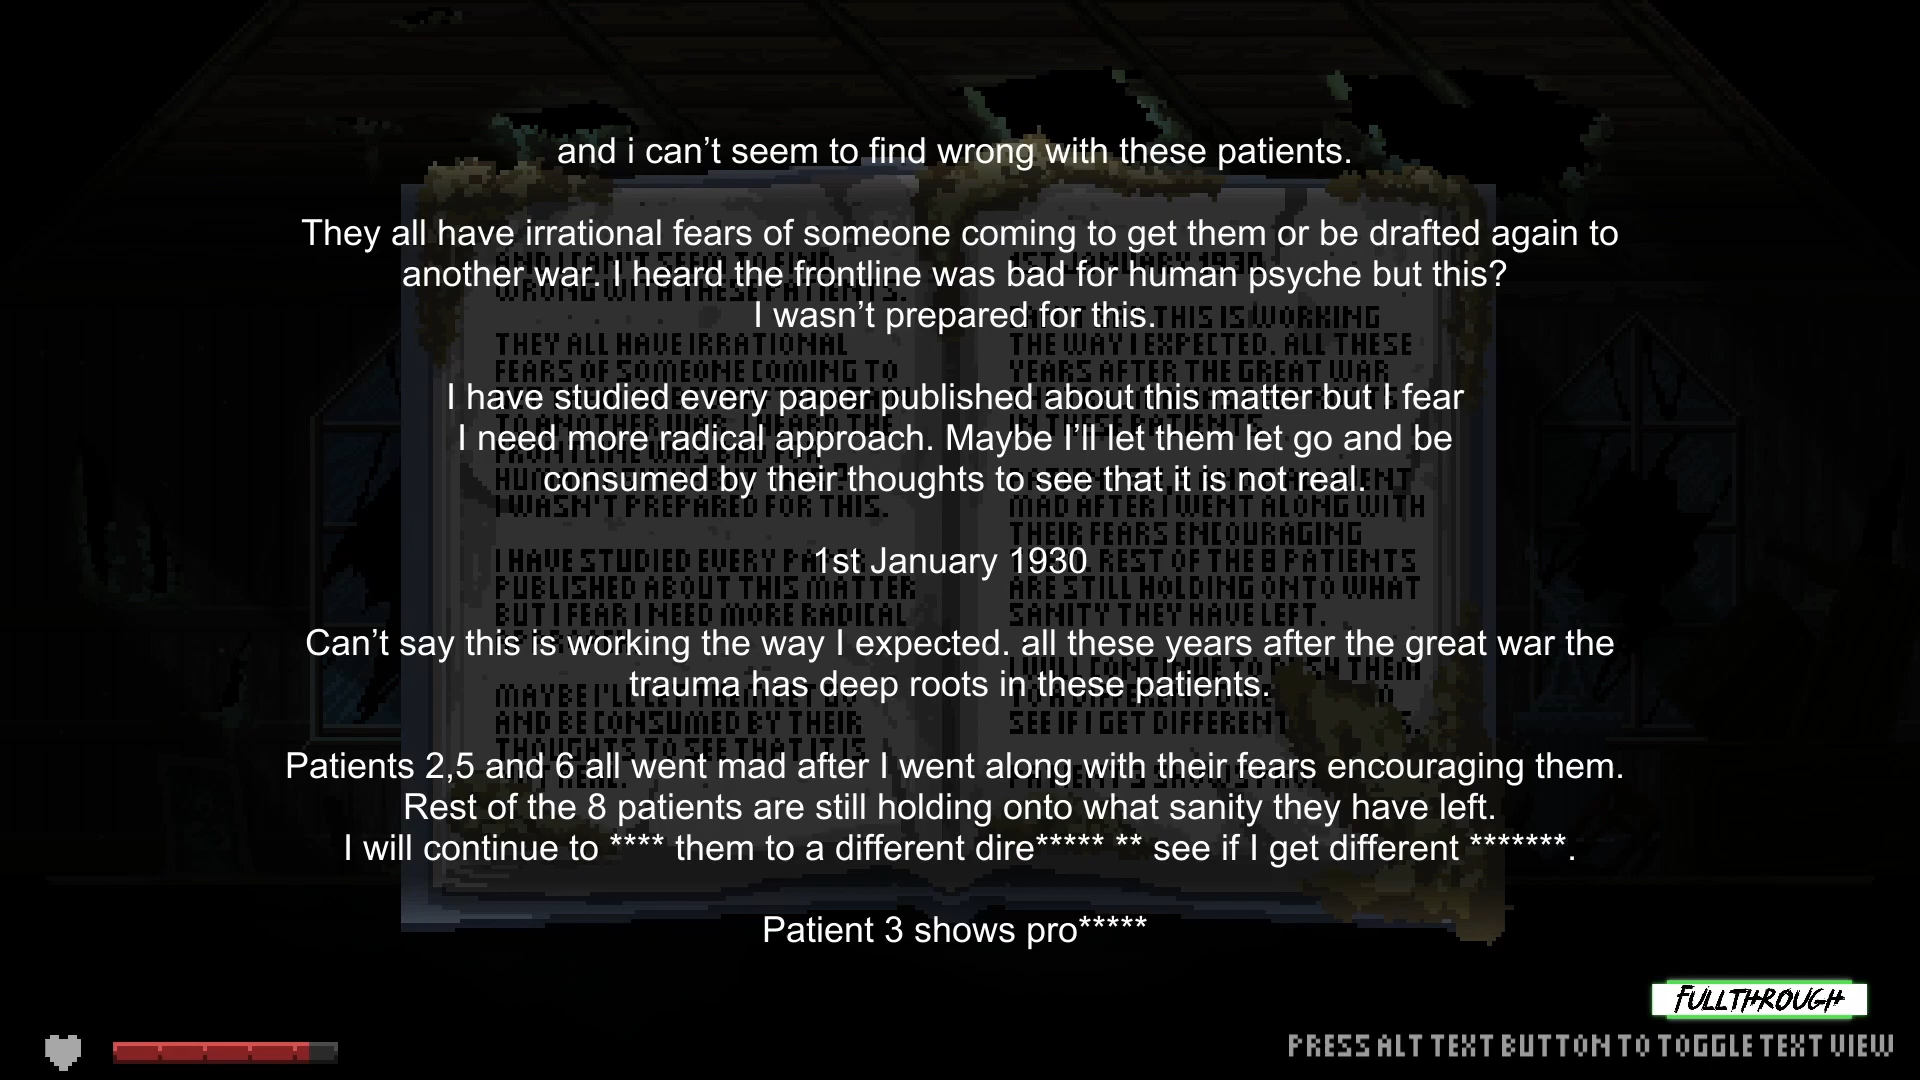 and i can’t seem to find wrong with these patients.
They all have irrational fears of someone coming to get them or be drafted again to
another war. I heard the frontline was bad for human psyche but this?
I wasn’t prepared for this.
I have studied every paper published about this matter but I fear
I need more radical approach. Maybe I’ll let them let go and be
consumed by their thoughts to see that it is not real.
1st January 1930
Can’t say this is working the way I expected. all these years after the great war the
trauma has deep roots in these patients.
Patients 2,5 and 6 all went mad after I went along with their fears encouraging them.
Rest of the 8 patients are still holding onto what sanity they have left.
I will continue to **** them to a different dire***** ** see if I get different *******.
Patient 3 shows pro*****
FULLTHROUGH
PRESS ALT TEXT BUTTON TO TOGGLE TEXT VIEW